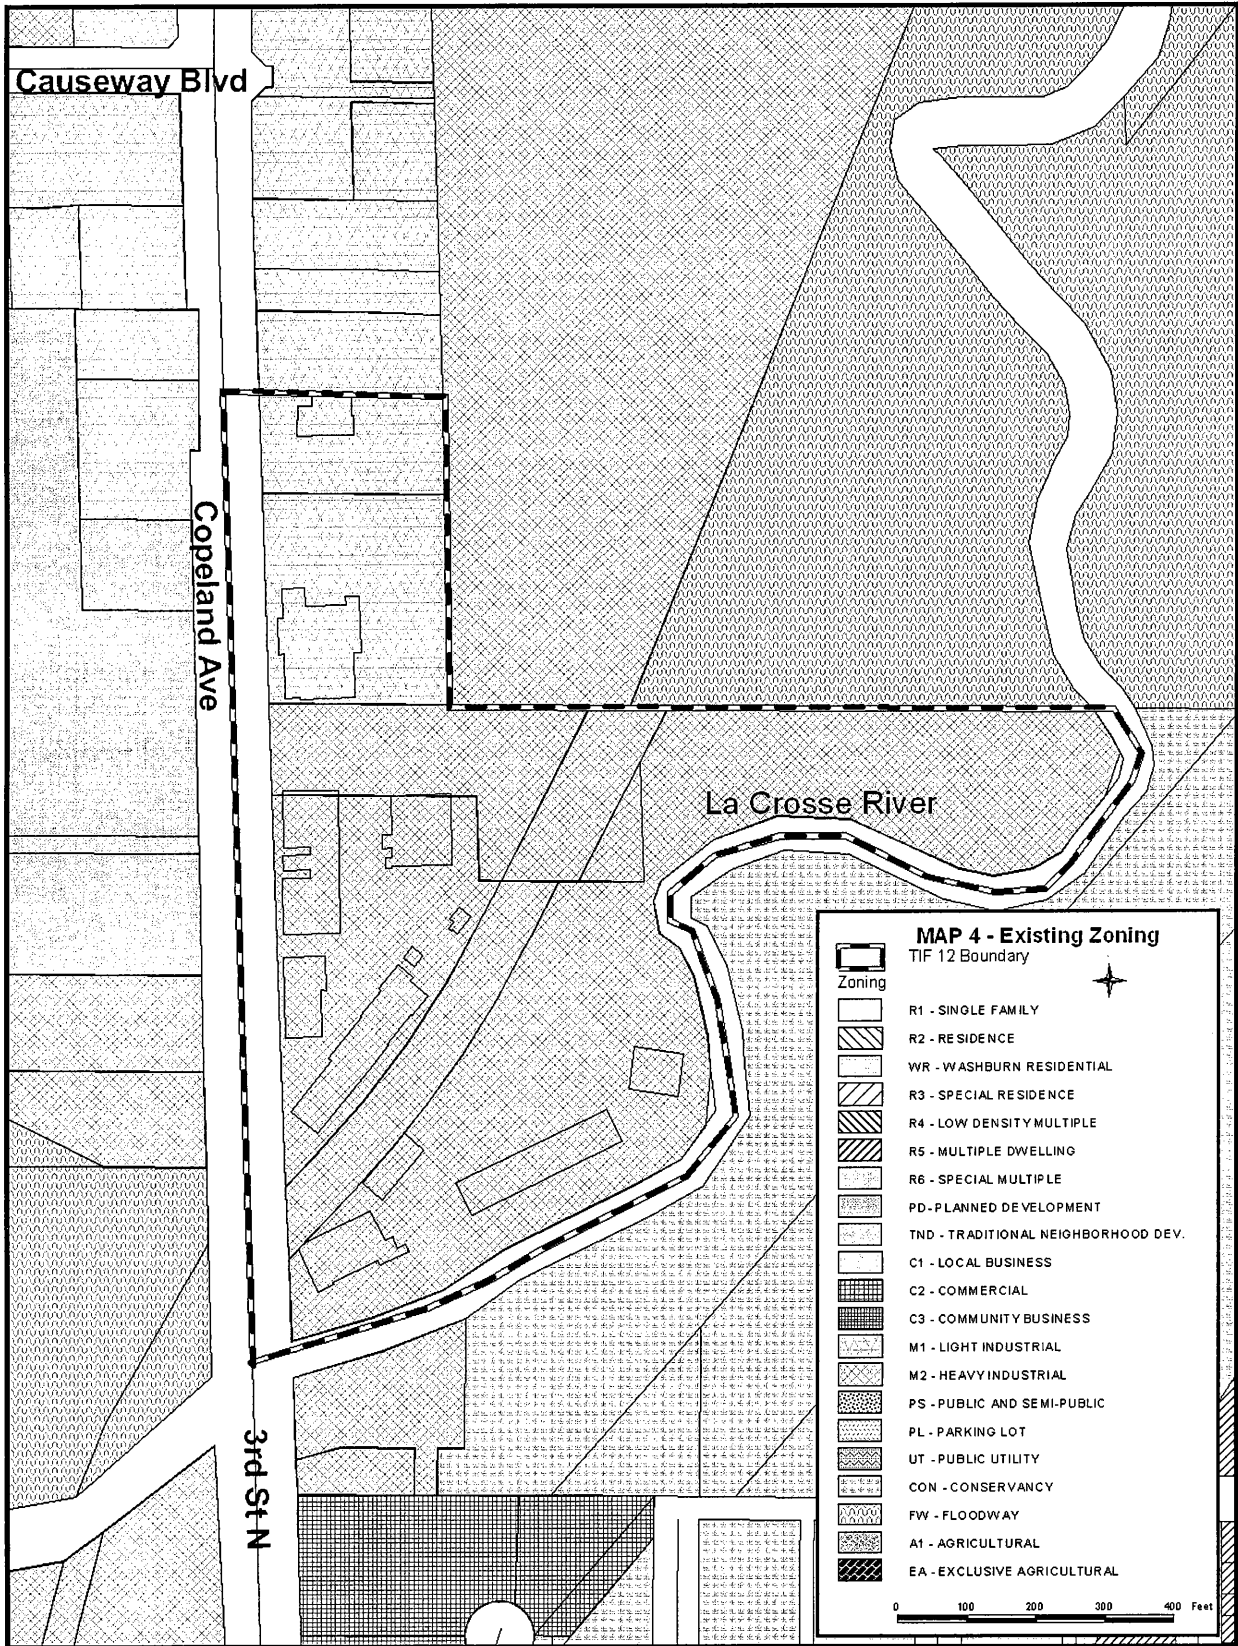 Causeway Blvd
Copeland Ave
La Crosse River
3rd St N
MAP 4 - Existing Zoning
TIF 12 Boundary
Zoning
R1 - SINGLE FAMILY
R2 - RESIDENCE
WR - WASHBURN RESIDENTIAL
R3 - SPECIAL RESIDENCE
R4 - LOW DENSITY MULTIPLE
R5 - MULTIPLE DWELLING
R6 - SPECIAL MULTIPLE
PD - PLANNED DEVELOPMENT
TND - TRADITIONAL NEIGHBORHOOD DEV.
C1 - LOCAL BUSINESS
C2 - COMMERCIAL
C3 - COMMUNITY BUSINESS
M1 - LIGHT INDUSTRIAL
M2 - HEAVY INDUSTRIAL
PS - PUBLIC AND SEMI-PUBLIC
PL - PARKING LOT
UT - PUBLIC UTILITY
CON - CONSERVANCY
FW - FLOODWAY
A1 - AGRICULTURAL
EA - EXCLUSIVE AGRICULTURAL
0 100 200 300 400 Feet